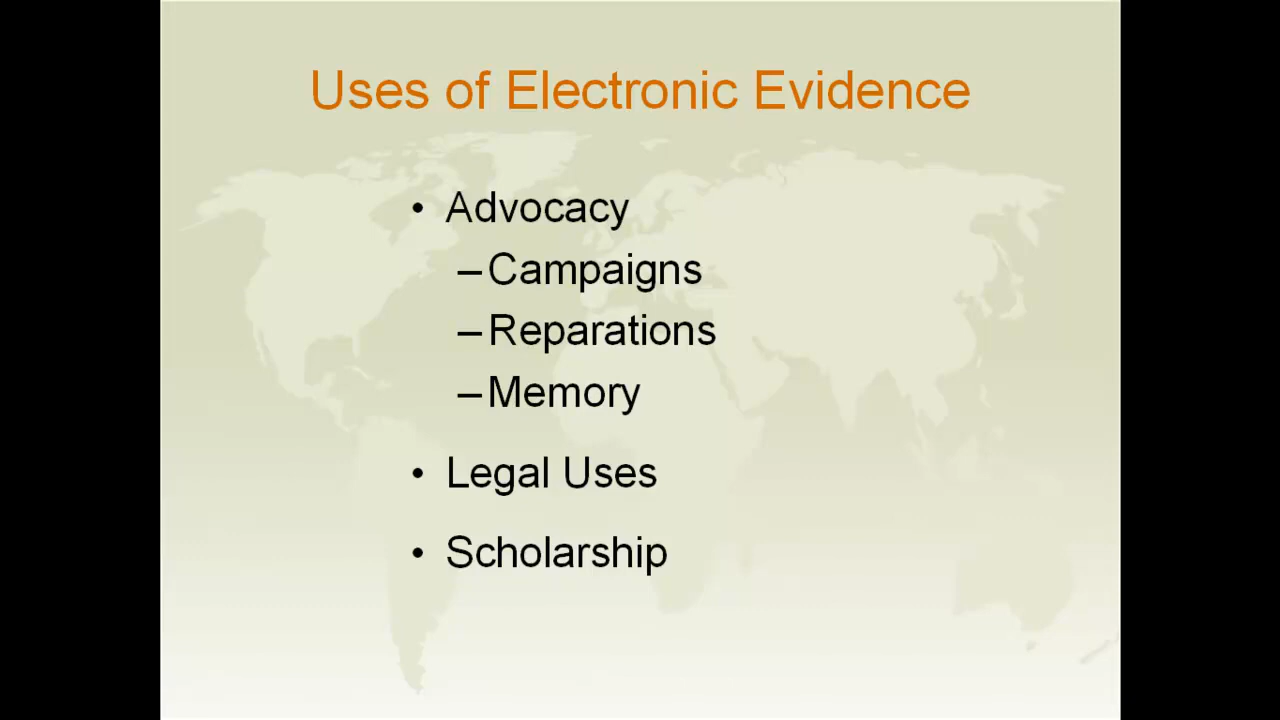 Uses of Electronic Evidence
• Advocacy
–Campaigns
–Reparations
–Memory
• Legal Uses
• Scholarship